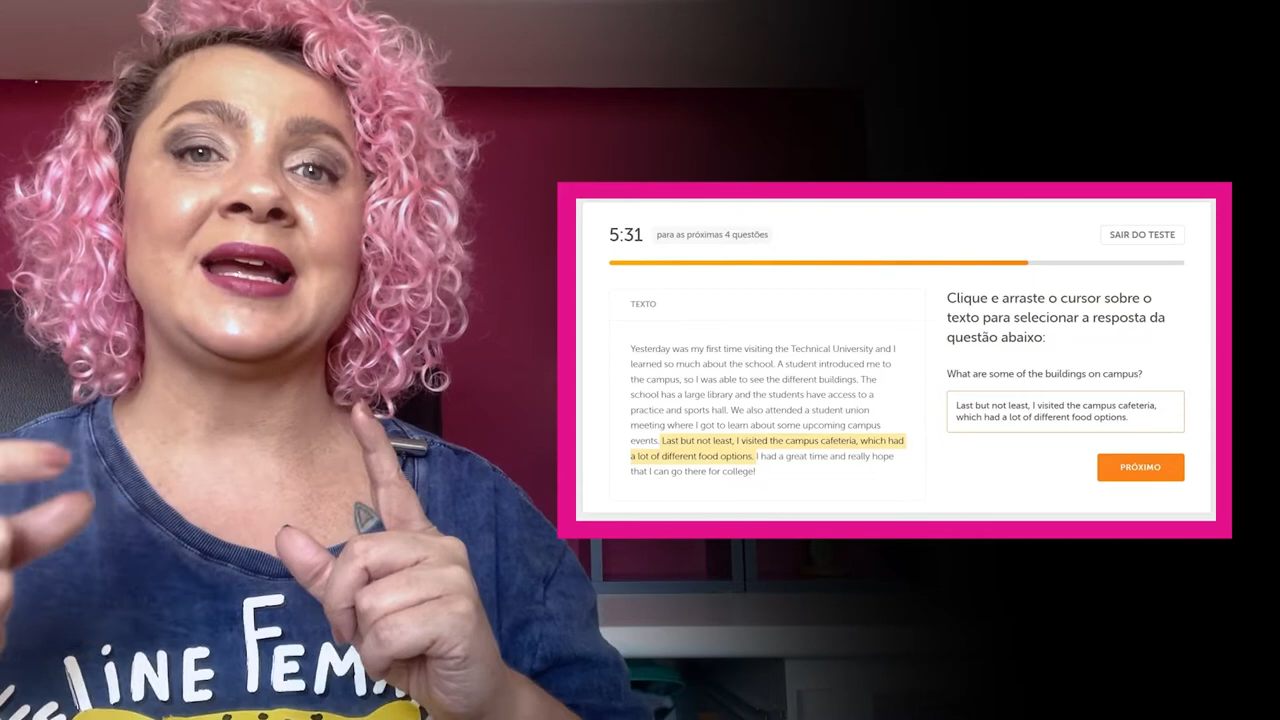 5:31 para as próximas 4 questões
SAIR DO TESTE
TEXTO
Yesterday was my first time visiting the Technical University and I
learned so much about the school. A student introduced me to
the campus, so I was able to see the different buildings. The
school has a large library and the students have access to a
practice and sports hall. We also attended a student union
meeting where I got to learn about some upcoming campus
events. Last but not least, I visited the campus cafeteria, which had
a lot of different food options. I had a great time and really hope
that I can go there for college!
Clique e arraste o cursor sobre o
texto para selecionar a resposta da
questão abaixo:
What are some of the buildings on campus?
Last but not least, I visited the campus cafeteria,
which had a lot of different food options.
PRÓXIMO